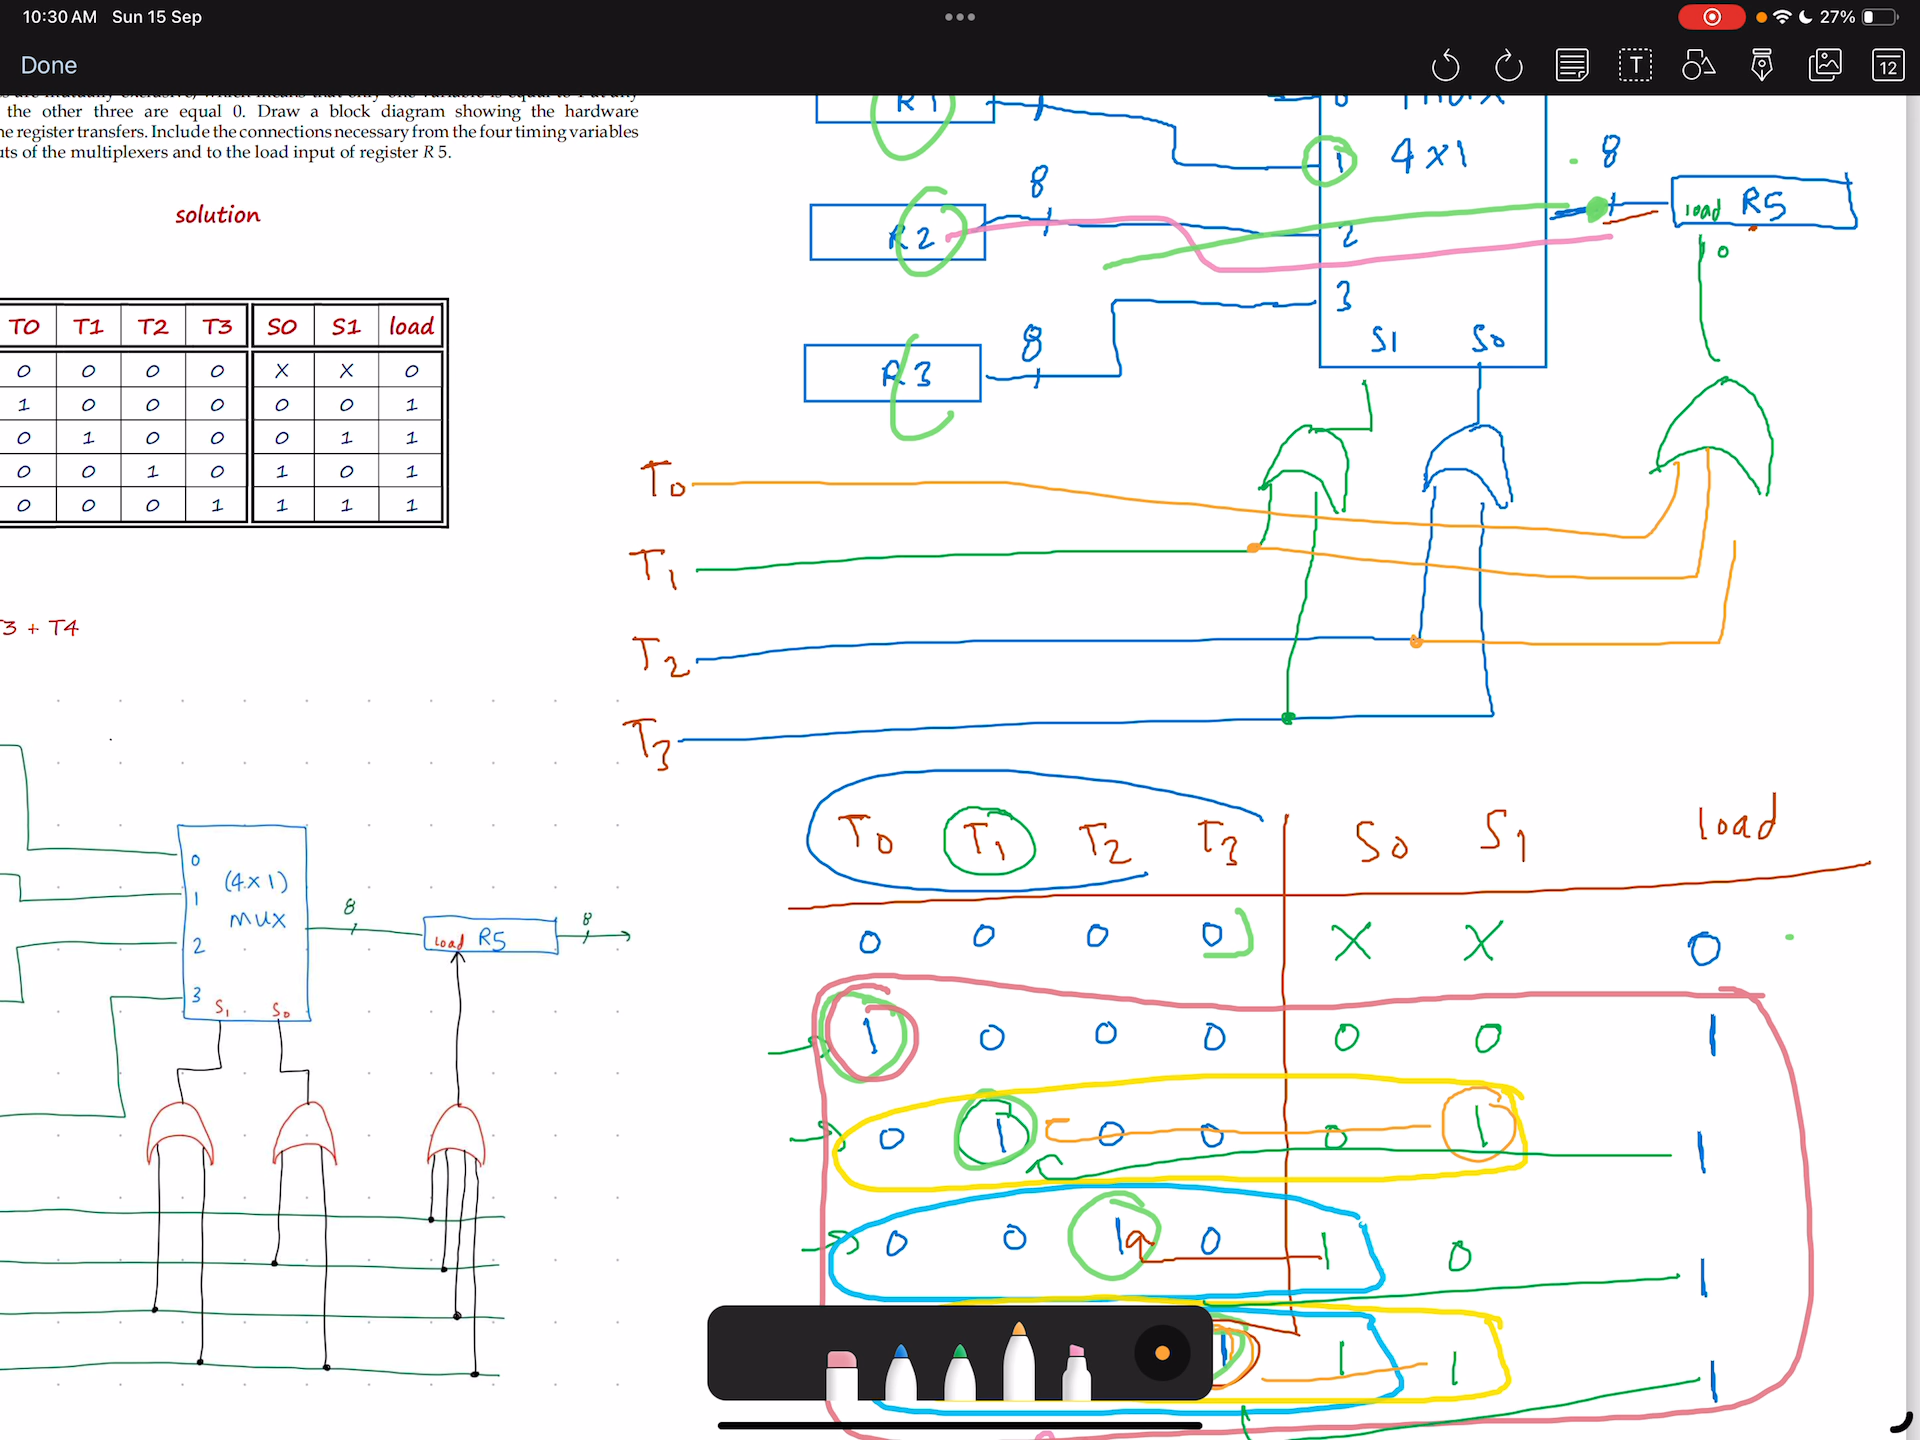 10:30 AM Sun 15 Sep
27%
Done
T
12
the other three are equal 0. Draw a block diagram showing the hardware
register transfers. Include the connections necessary from the four timing variables
of the multiplexers and to the load input of register R 5.
solution
T0 T1 T2 T3 S0 S1 load
0 0 0 0 X X 0
1 0 0 0 0 0 1
0 1 0 0 0 1 1
0 0 1 0 1 0 1
0 0 0 1 1 1 1
3 + T4
0
1
2
3
(4x1)
MUX
S1 S0
8
load R5
8
R1
R2
8
R3
8
0
1
2
3
4x1
S1 S0
8
load R5
0
T0
T1
T2
T3
T0 T1 T2 T3 S0 S1 load
0 0 0 0 X X 0
1 0 0 0 0 0 1
0 1 0 0 0 1 1
0 0 1 0 1 0 1
1 1 1 1